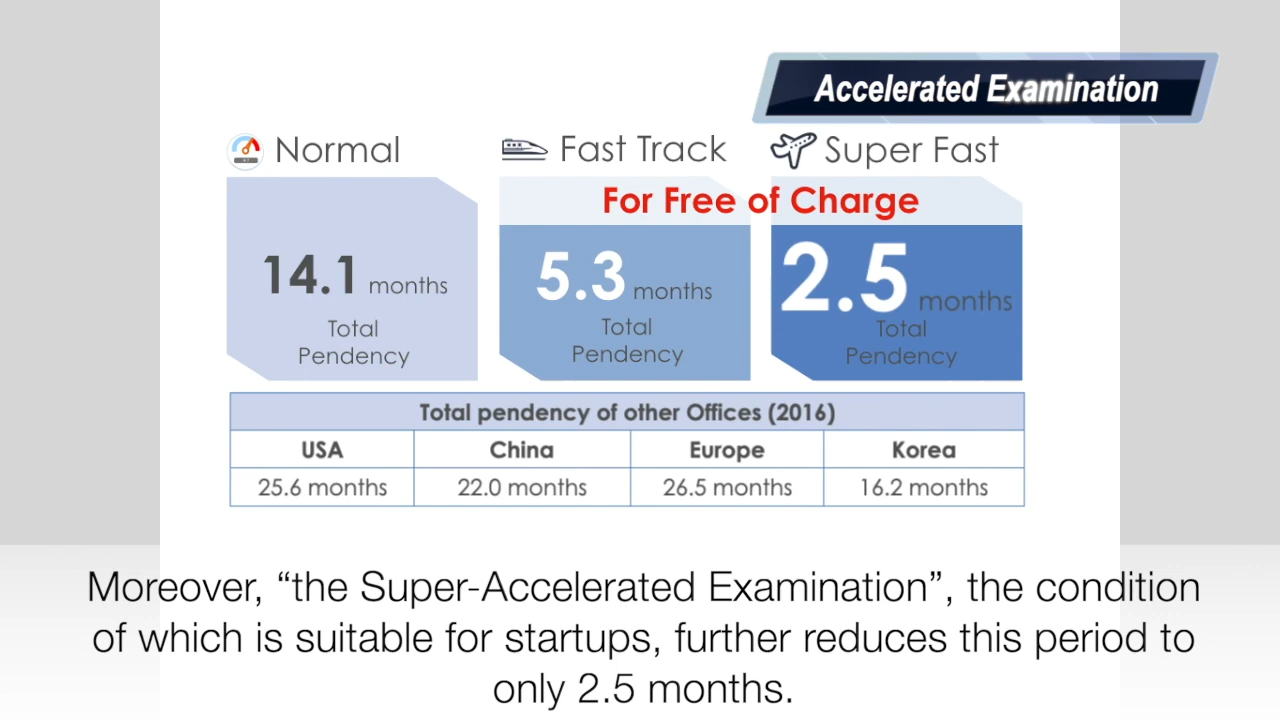 Accelerated Examination
Normal
Fast Track
Super Fast
For Free of Charge
14.1 months
Total
Pendency
5.3 months
Total
Pendency
2.5 months
Total
Pendency
Total pendency of other Offices (2016)
USA China Europe Korea
25.6 months 22.0 months 26.5 months 16.2 months
Moreover, “the Super-Accelerated Examination”, the condition
of which is suitable for startups, further reduces this period to
only 2.5 months.